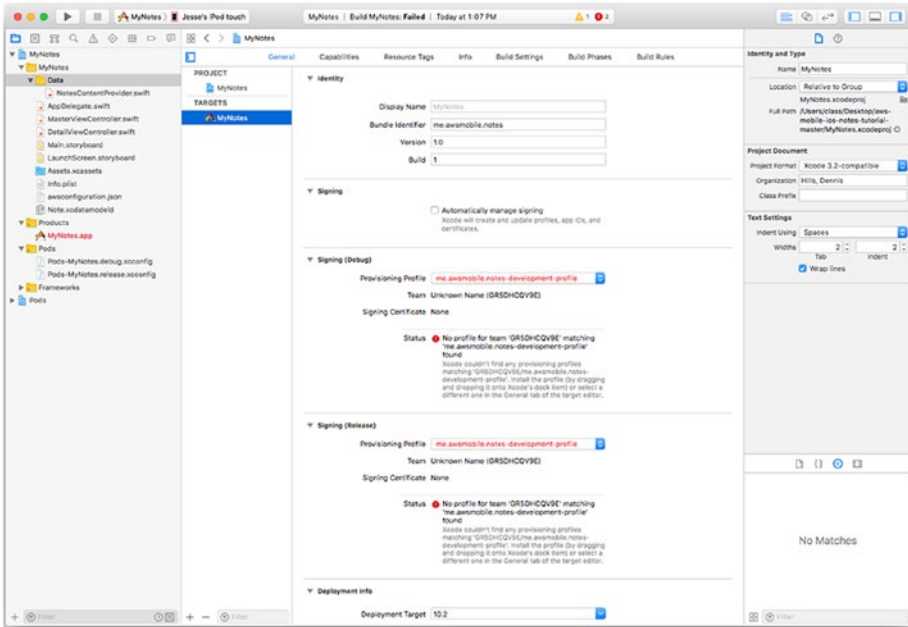 MyNotes
Jesse's iPod touch
MyNotes | Build MyNotes: Failed | Today at 1:07 PM
1
2
MyNotes
MyNotes
Data
NotesContentProvider.swift
AppDelegate.swift
MasterViewController.swift
DetailViewController.swift
Main.storyboard
LaunchScreen.storyboard
Assets.xcassets
Info.plist
awsconfiguration.json
Note.xcdatamodeld
Products
MyNotes.app
Pods
Pods-MyNotes.debug.xcconfig
Pods-MyNotes.release.xcconfig
Frameworks
Pods
Filter
MyNotes
General Capabilities Resource Tags Info Build Settings Build Phases Build Rules
PROJECT
MyNotes
TARGETS
MyNotes
Filter
Identity
Display Name MyNotes
Bundle Identifier me.awsmobile.notes
Version 1.0
Build 1
Signing
Automatically manage signing
Xcode will create and update profiles, app IDs, and
certificates.
Signing (Debug)
Provisioning Profile me.awsmobile.notes-development-profile
Team Unknown Name (GR5DHCQV9E)
Signing Certificate None
Status No profile for team 'GR5DHCQV9E' matching
'me.awsmobile.notes-development-profile'
found
Xcode couldn't find any provisioning profiles
matching 'GR5DHCQV9E/me.awsmobile.notes-
development-profile'. Install the profile (by dragging
and dropping it onto Xcode's dock item) or select a
different one in the General tab of the target editor.
Signing (Release)
Provisioning Profile me.awsmobile.notes-development-profile
Team Unknown Name (GR5DHCQV9E)
Signing Certificate None
Status No profile for team 'GR5DHCQV9E' matching
'me.awsmobile.notes-development-profile'
found
Xcode couldn't find any provisioning profiles
matching 'GR5DHCQV9E/me.awsmobile.notes-
development-profile'. Install the profile (by dragging
and dropping it onto Xcode's dock item) or select a
different one in the General tab of the target editor.
Deployment Info
Deployment Target 10.2
Identity and Type
Name MyNotes
Location Relative to Group
MyNotes.xcodeproj
Full Path /Users/class/Desktop/aws-
mobile-ios-notes-tutorial-
master/MyNotes.xcodeproj
Project Document
Project Format Xcode 3.2-compatible
Organization Hills, Dennis
Class Prefix
Text Settings
Indent Using Spaces
Widths 2 2
Tab Indent
Wrap lines
No Matches
Filter